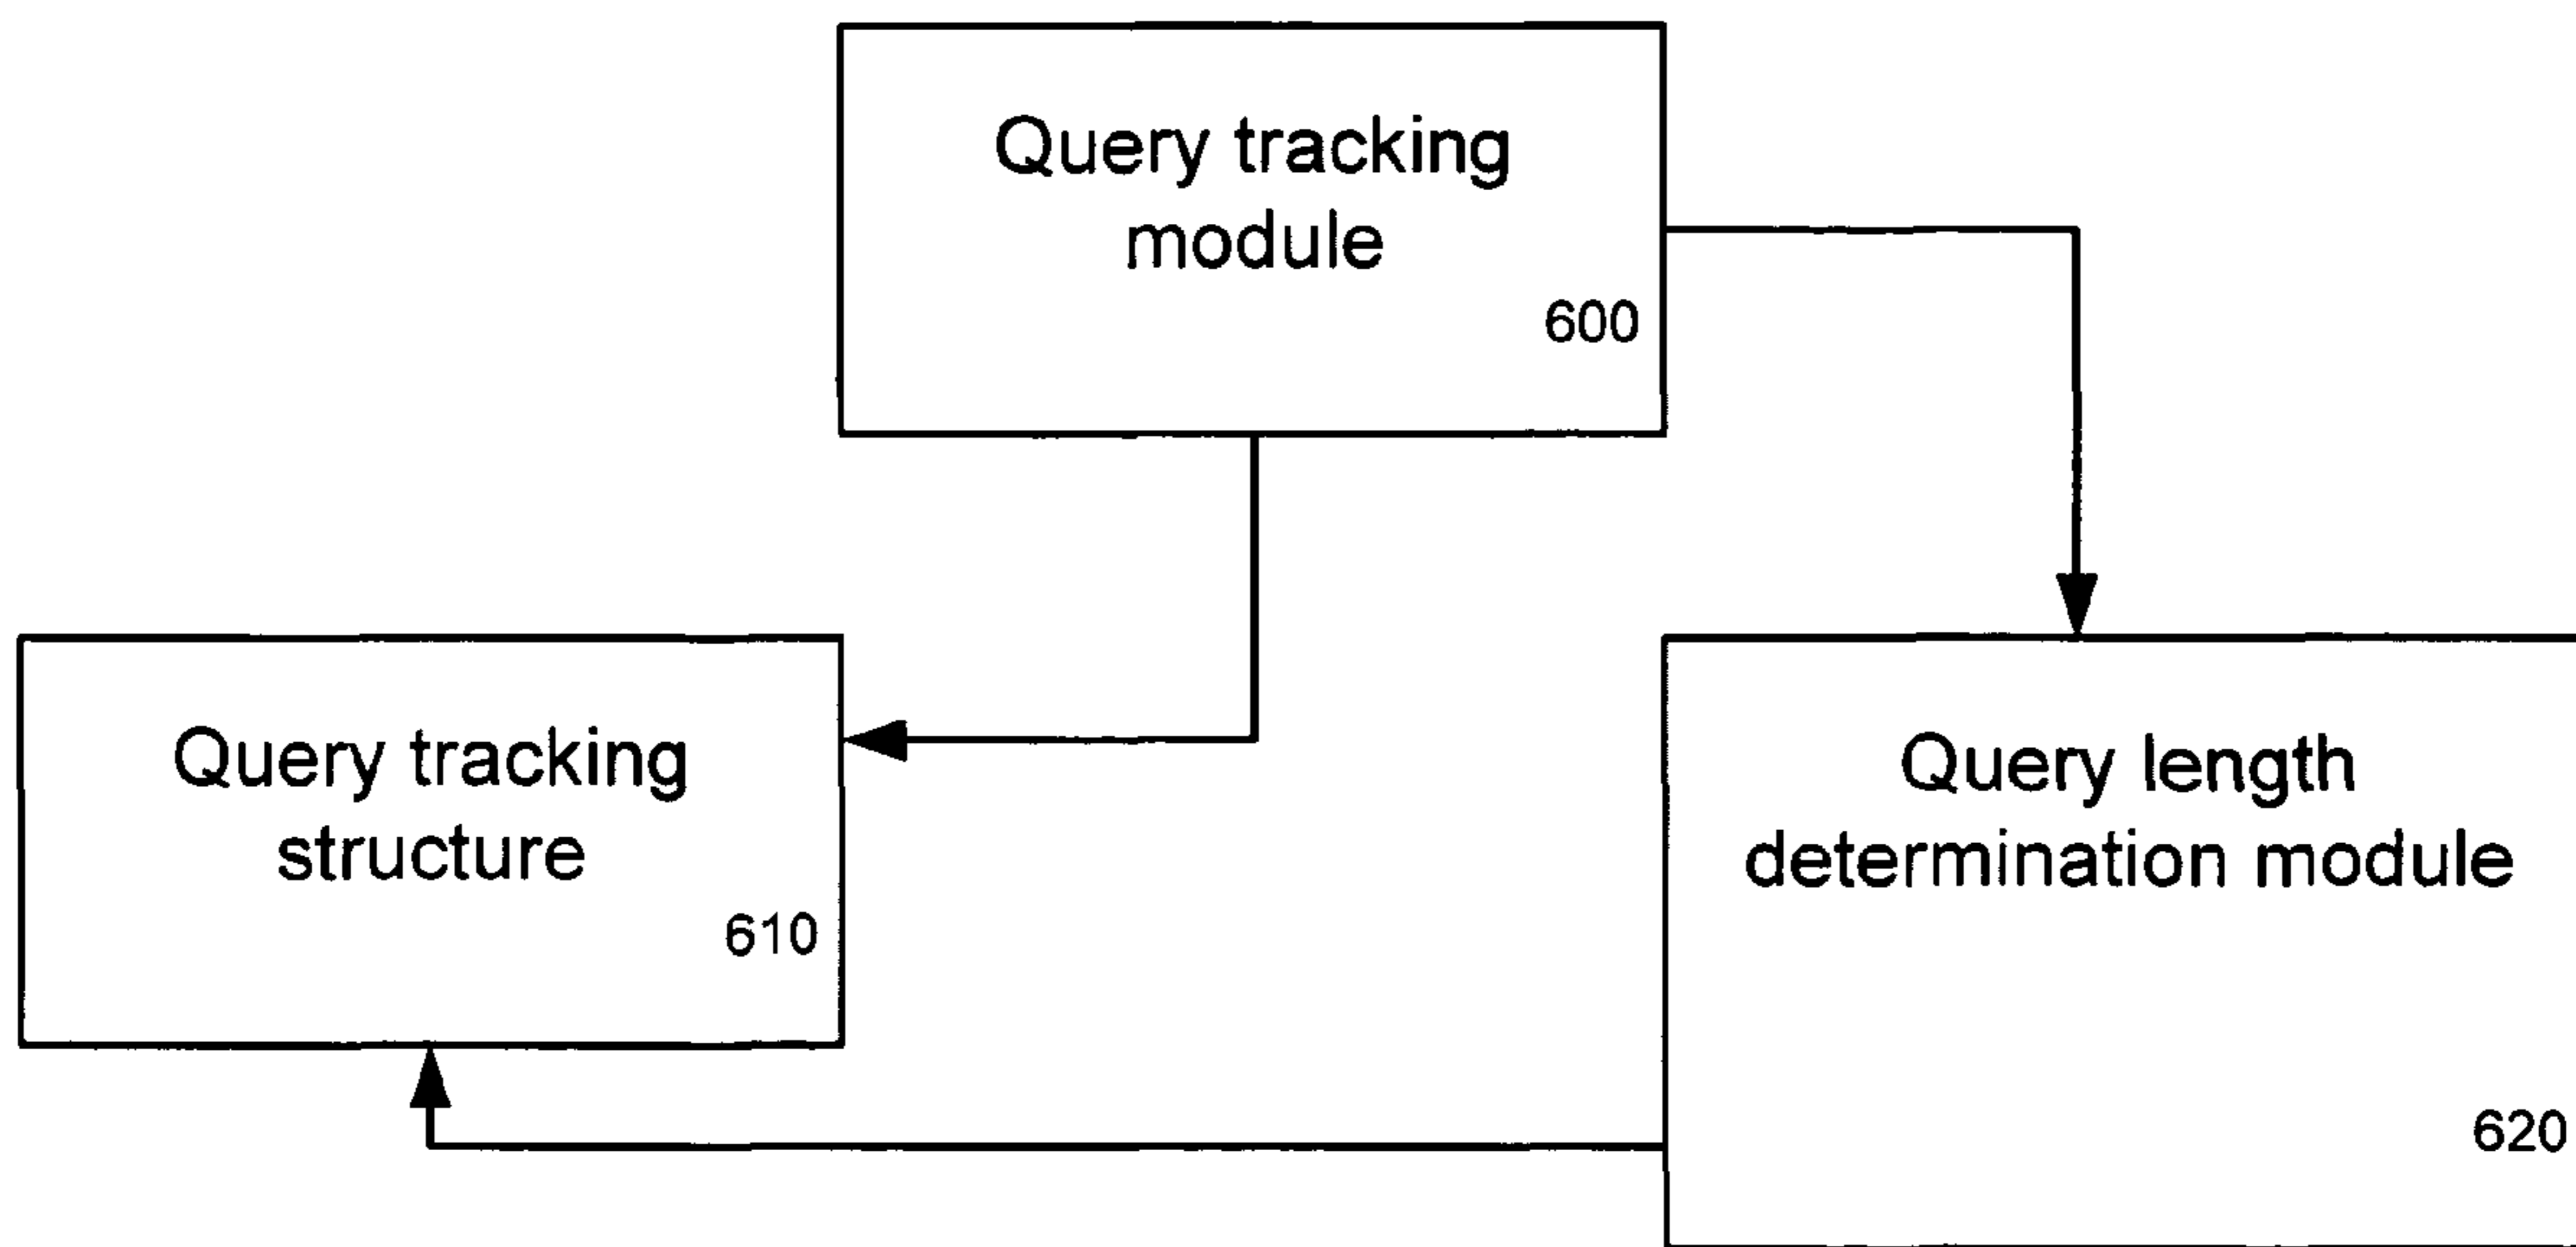 Query tracking
module
600
Query tracking
structure
610
Query length
determination module
620